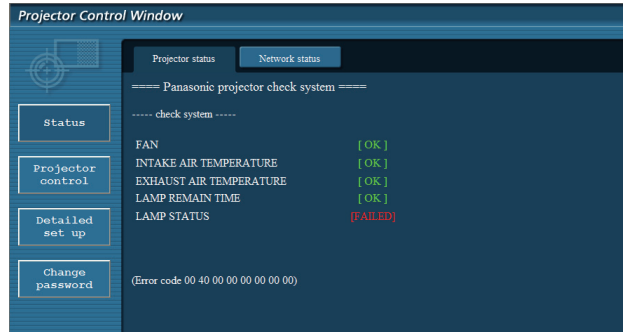 Projector Control Window
Projector status
Network status
==== Panasonic projector check system ====
----- check system -----
FAN [ OK ]
INTAKE AIR TEMPERATURE [ OK ]
EXHAUST AIR TEMPERATURE [ OK ]
LAMP REMAIN TIME [ OK ]
LAMP STATUS [FAILED]
(Error code 00 40 00 00 00 00 00 00)
Status
Projector
control
Detailed
set up
Change
password